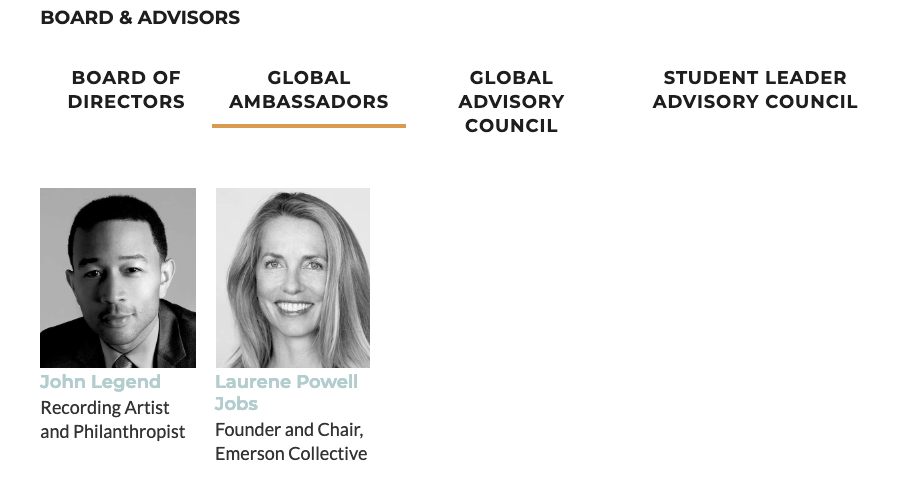 BOARD & ADVISORS
BOARD OF
DIRECTORS
GLOBAL
AMBASSADORS
GLOBAL
ADVISORY
COUNCIL
STUDENT LEADER
ADVISORY COUNCIL
John Legend
Recording Artist
and Philanthropist
Laurene Powell
Jobs
Founder and Chair,
Emerson Collective